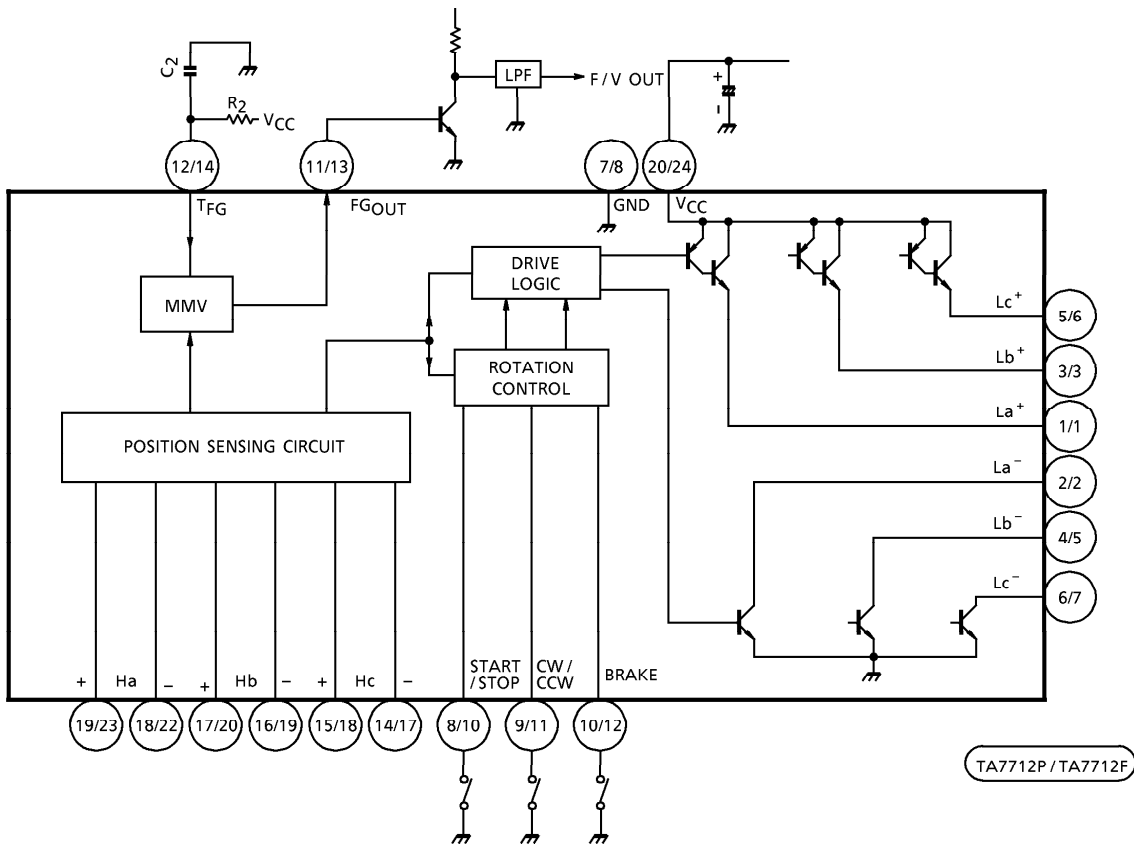 C2
R2
VCC
LPF
F/V OUT
+
-
12/14
11/13
7/8
20/24
TFG
FGOUT
GND
VCC
MMV
DRIVE
LOGIC
ROTATION
CONTROL
POSITION SENSING CIRCUIT
Lc+
5/6
Lb+
3/3
La+
1/1
La−
2/2
Lb−
4/5
Lc−
6/7
+ Ha −
+ Hb −
+ Hc −
START
/STOP
CW/
CCW
BRAKE
19/23
18/22
17/20
16/19
15/18
14/17
8/10
9/11
10/12
TA7712P/TA7712F